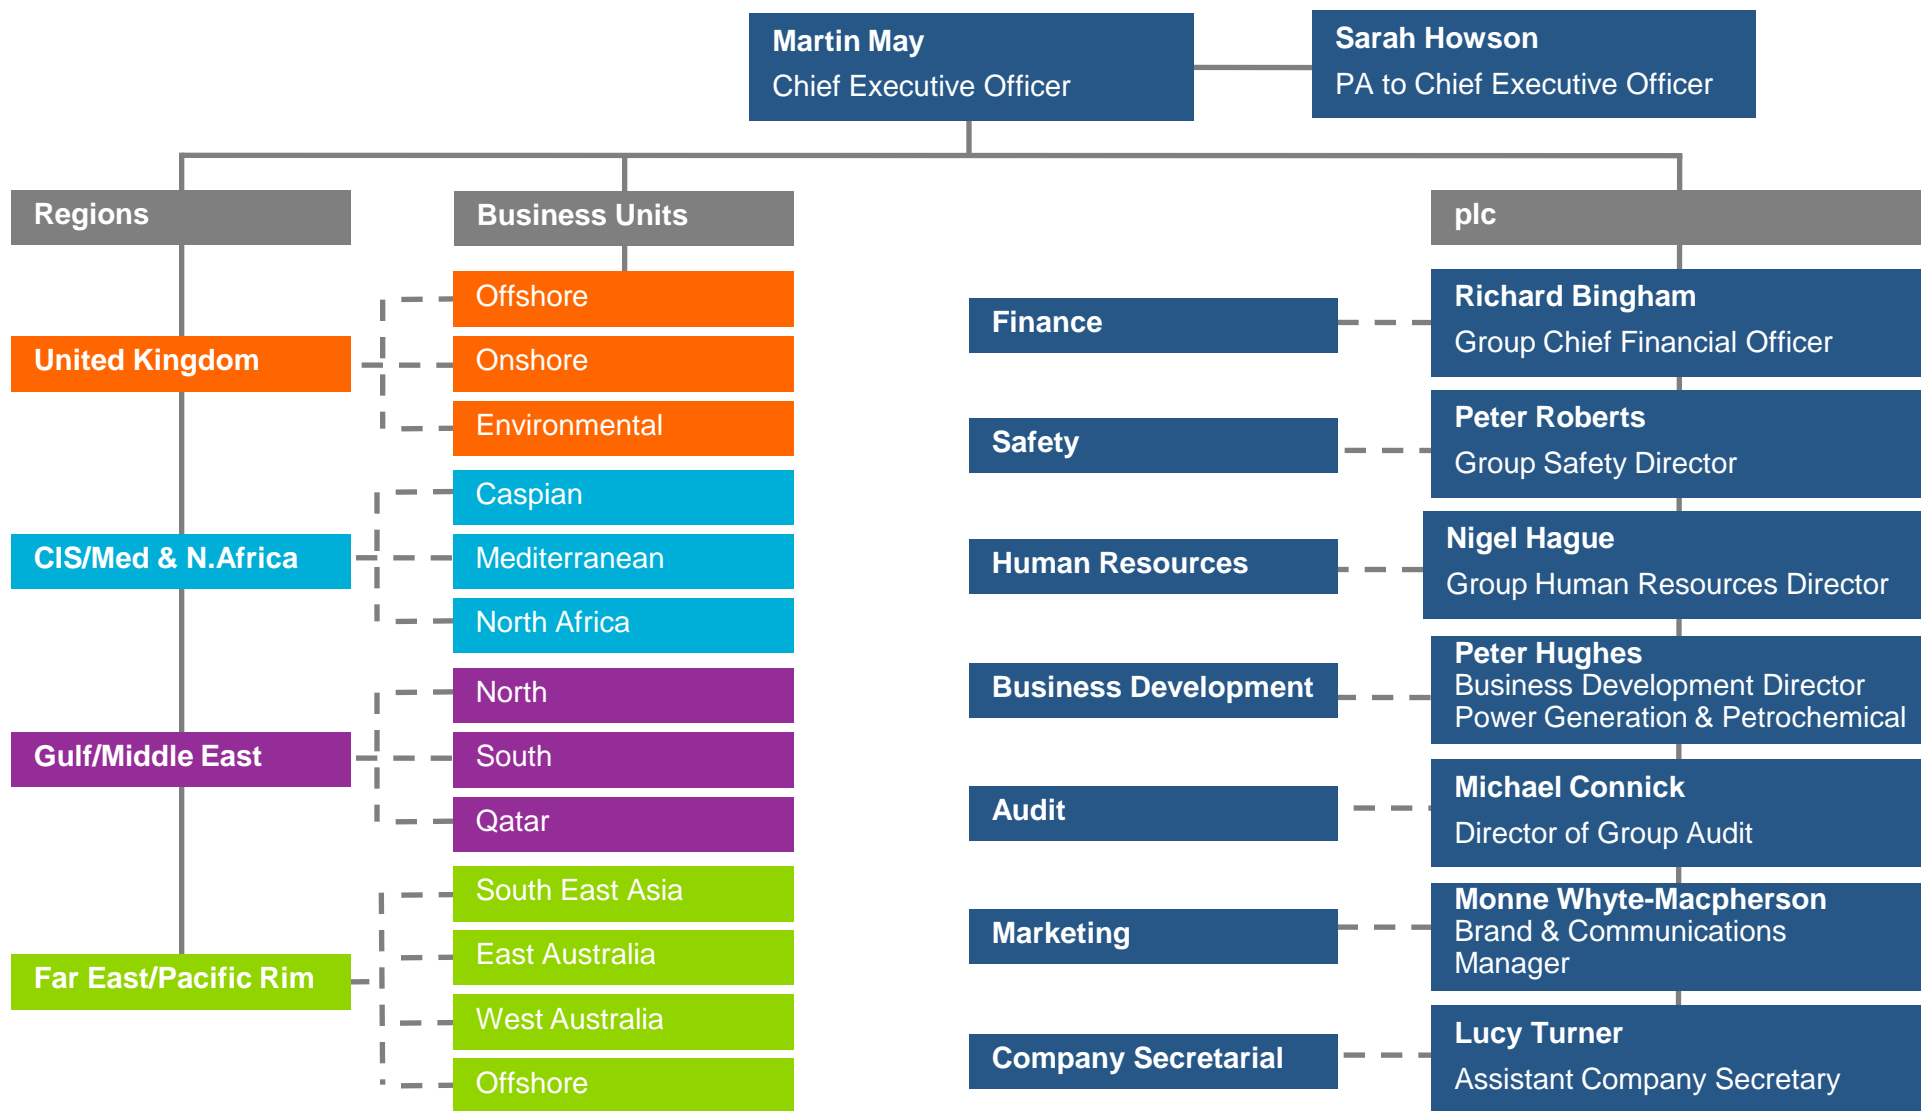 Martin May
Chief Executive Officer
Sarah Howson
PA to Chief Executive Officer
Regions
Business Units
plc
United Kingdom
Offshore
Onshore
Environmental
CIS/Med & N.Africa
Caspian
Mediterranean
North Africa
Gulf/Middle East
North
South
Qatar
Far East/Pacific Rim
South East Asia
East Australia
West Australia
Offshore
Finance
Richard Bingham
Group Chief Financial Officer
Safety
Peter Roberts
Group Safety Director
Human Resources
Nigel Hague
Group Human Resources Director
Business Development
Peter Hughes
Business Development Director
Power Generation & Petrochemical
Audit
Michael Connick
Director of Group Audit
Marketing
Monne Whyte-Macpherson
Brand & Communications
Manager
Company Secretarial
Lucy Turner
Assistant Company Secretary